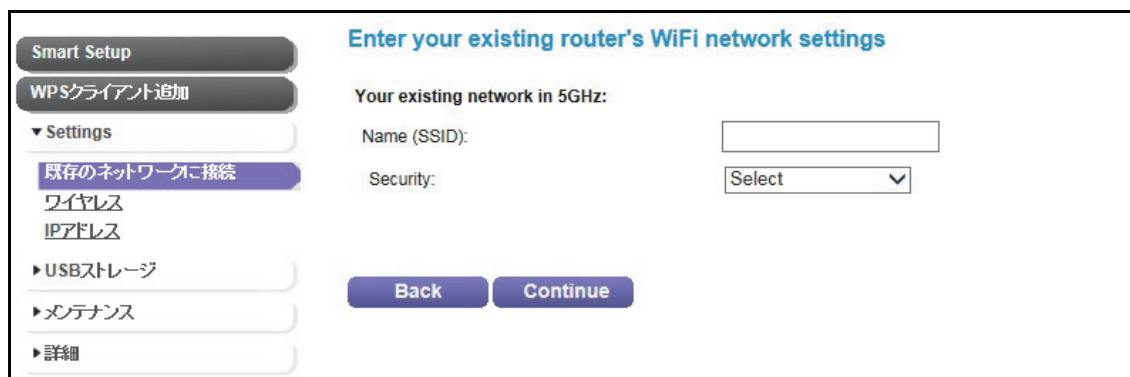 Smart Setup
WPSクライアント追加
▼Settings
既存のネットワークに接続
ワイヤレス
IPアドレス
▶USBストレージ
▶メンテナンス
▶詳細
Enter your existing router's WiFi network settings
Your existing network in 5GHz:
Name (SSID):
Security:
Select
Back
Continue